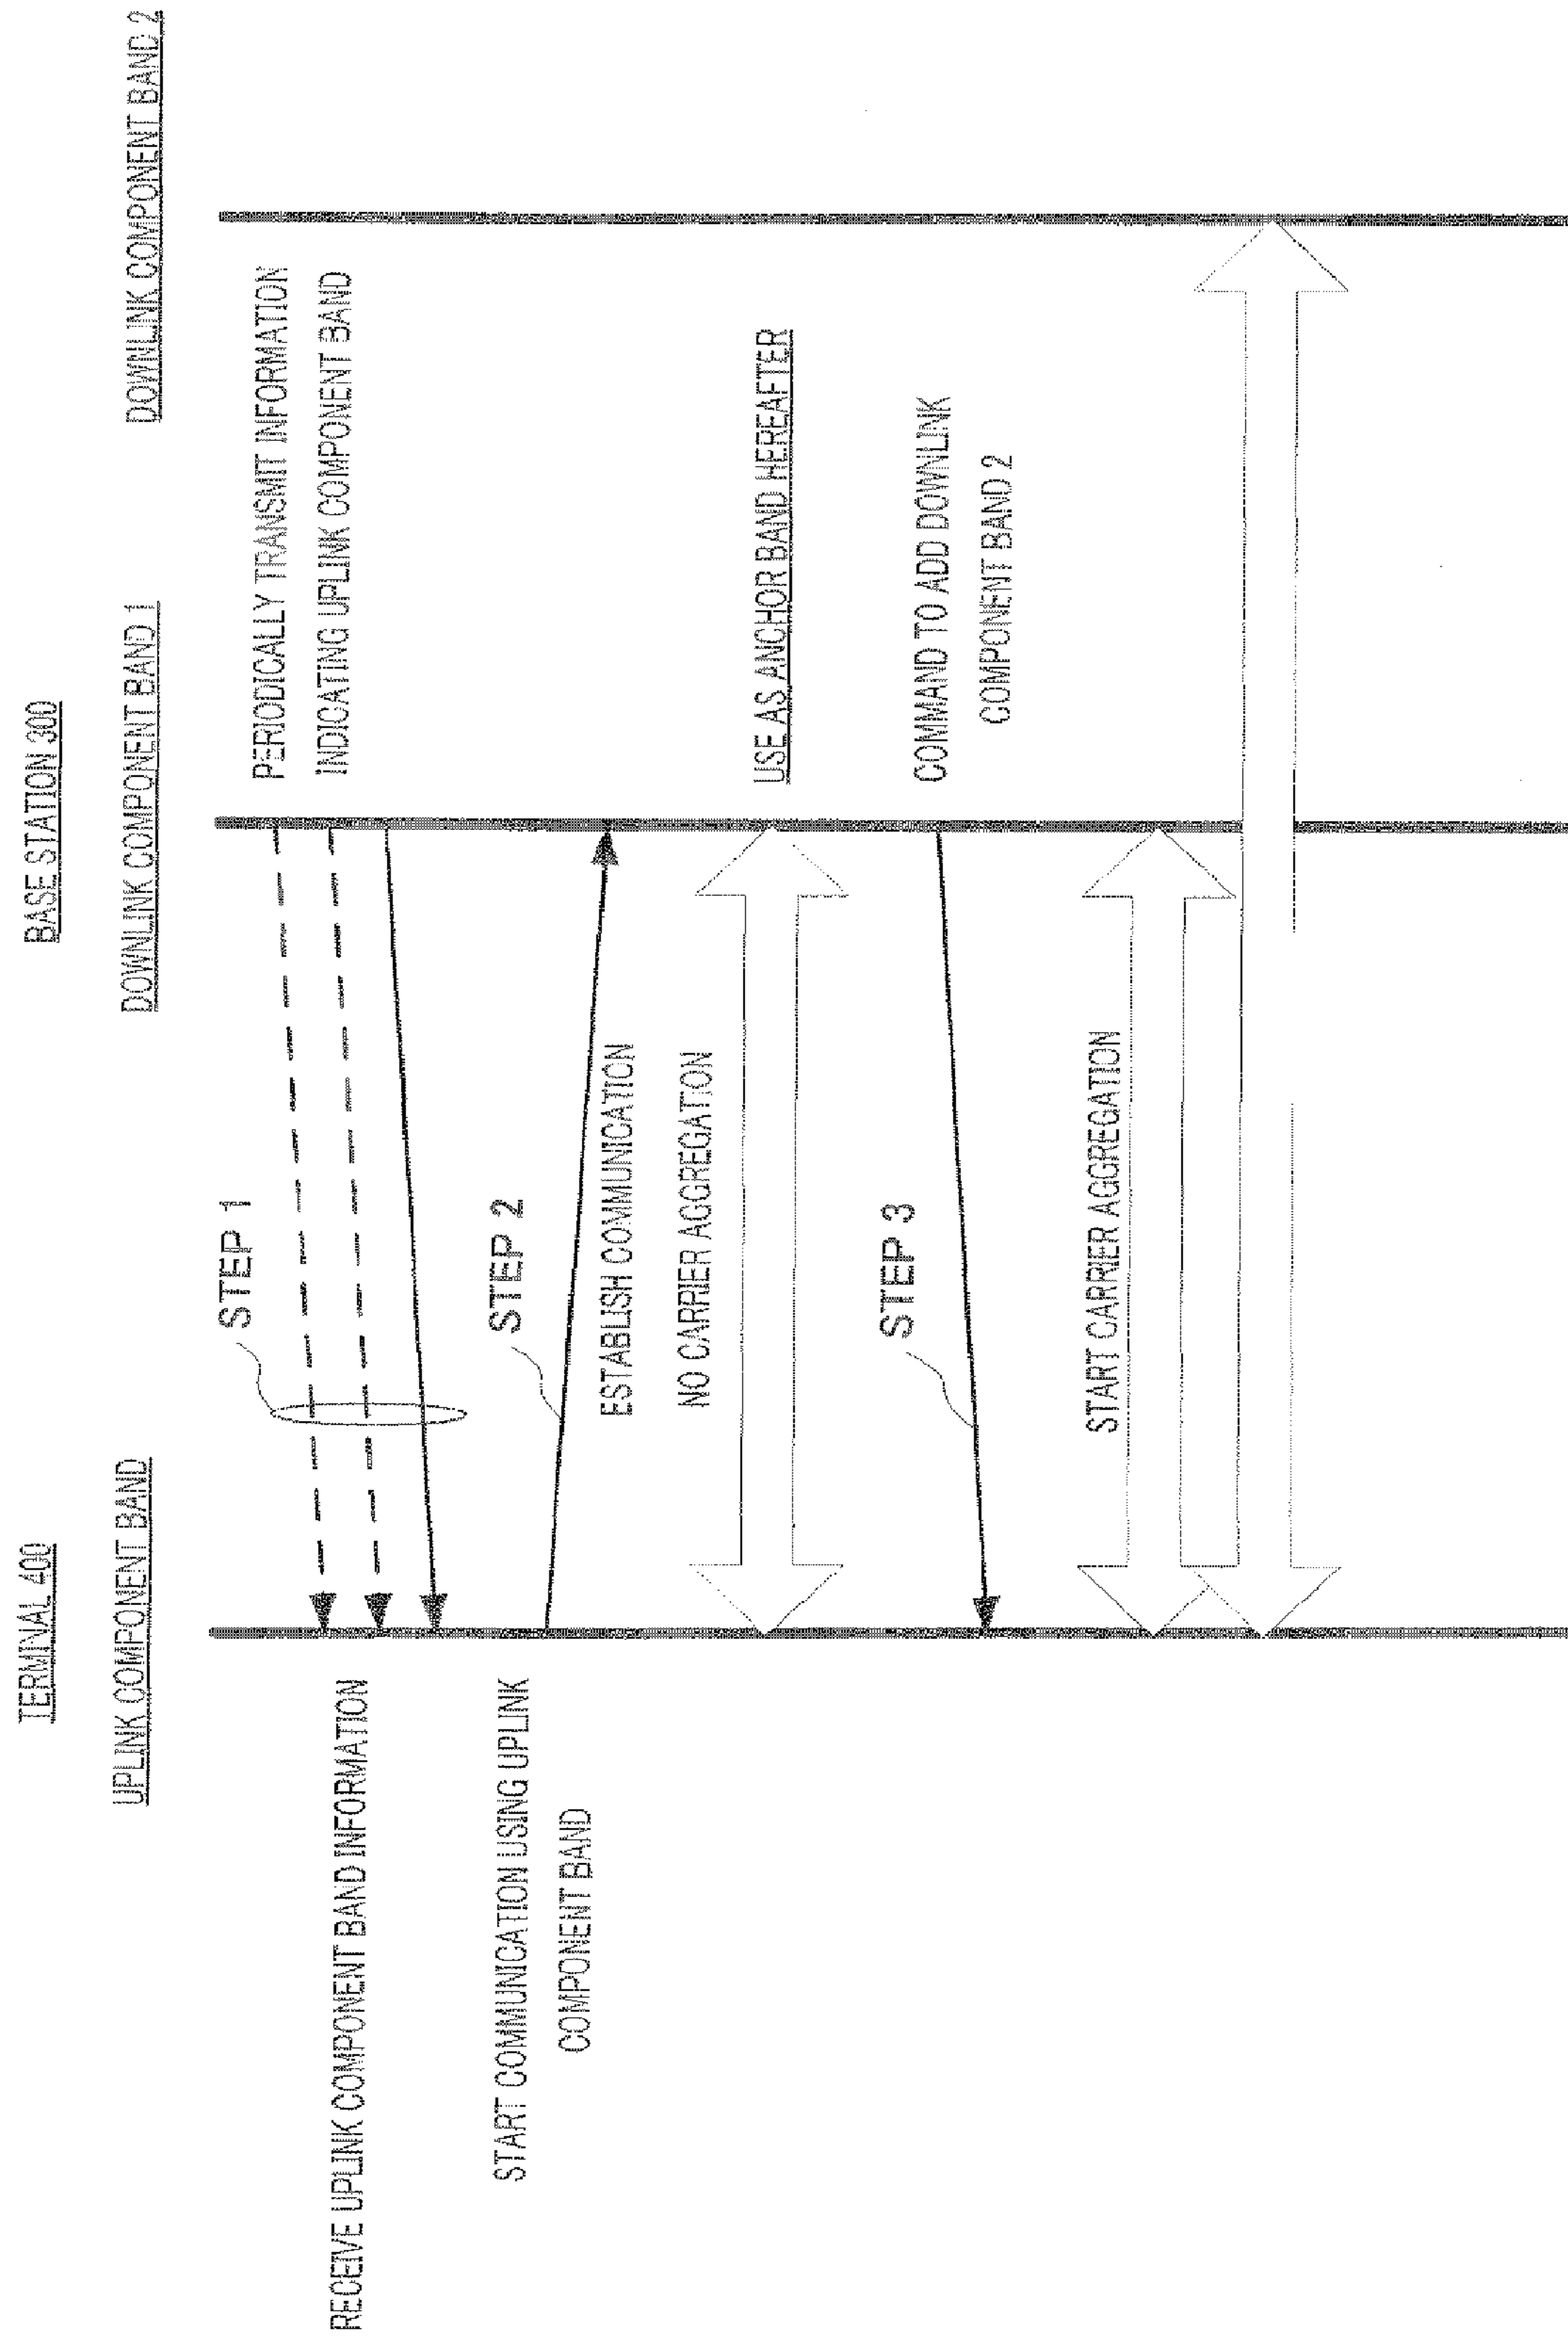 TERMINAL 400
BASE STATION 300
UPLINK COMPONENT BAND
DOWNLINK COMPONENT BAND 1
DOWNLINK COMPONENT BAND 2
STEP 1
PERIODICALLY TRANSMIT INFORMATION
INDICATING UPLINK COMPONENT BAND
RECEIVE UPLINK COMPONENT BAND INFORMATION
STEP 2
START COMMUNICATION USING UPLINK
COMPONENT BAND
ESTABLISH COMMUNICATION
NO CARRIER AGGREGATION
USE AS ANCHOR BAND HEREAFTER
STEP 3
COMMAND TO ADD DOWNLINK
COMPONENT BAND 2
START CARRIER AGGREGATION